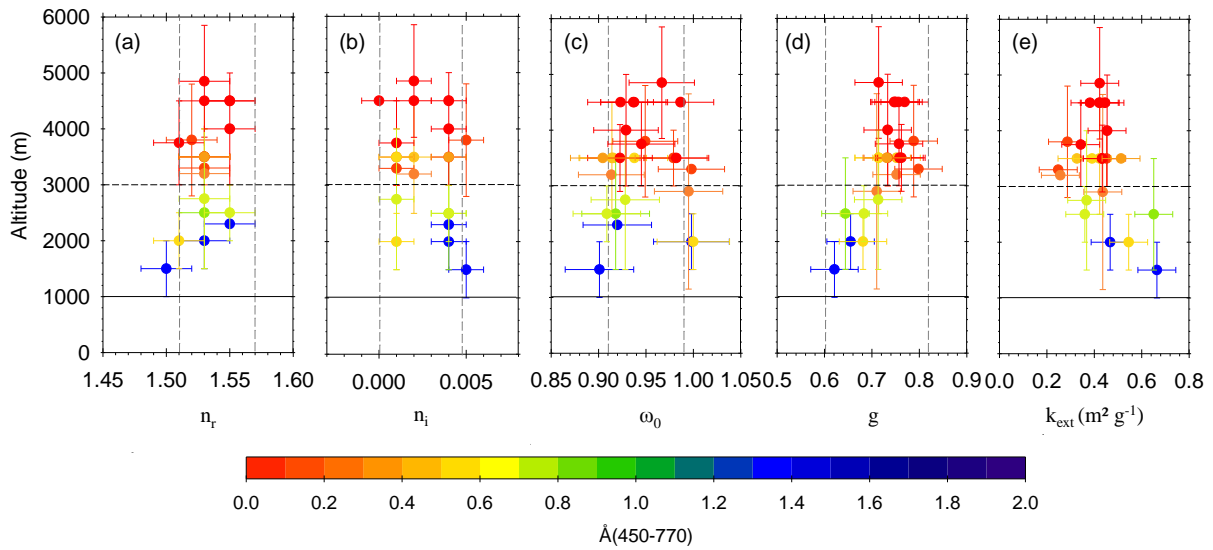 (a) (b) (c) (d) (e)
6000
5000
4000
3000
2000
1000
0
Altitude (m)
1.45 1.50 1.55 1.60 0.000 0.005 0.85 0.90 0.95 1.00 1.05 0.5 0.6 0.7 0.8 0.9 0.0 0.2 0.4 0.6 0.8
nᵣ nᵢ ω₀ g kₑₓₜ (m² g⁻¹)
0.0 0.2 0.4 0.6 0.8 1.0 1.2 1.4 1.6 1.8 2.0
Å(450-770)